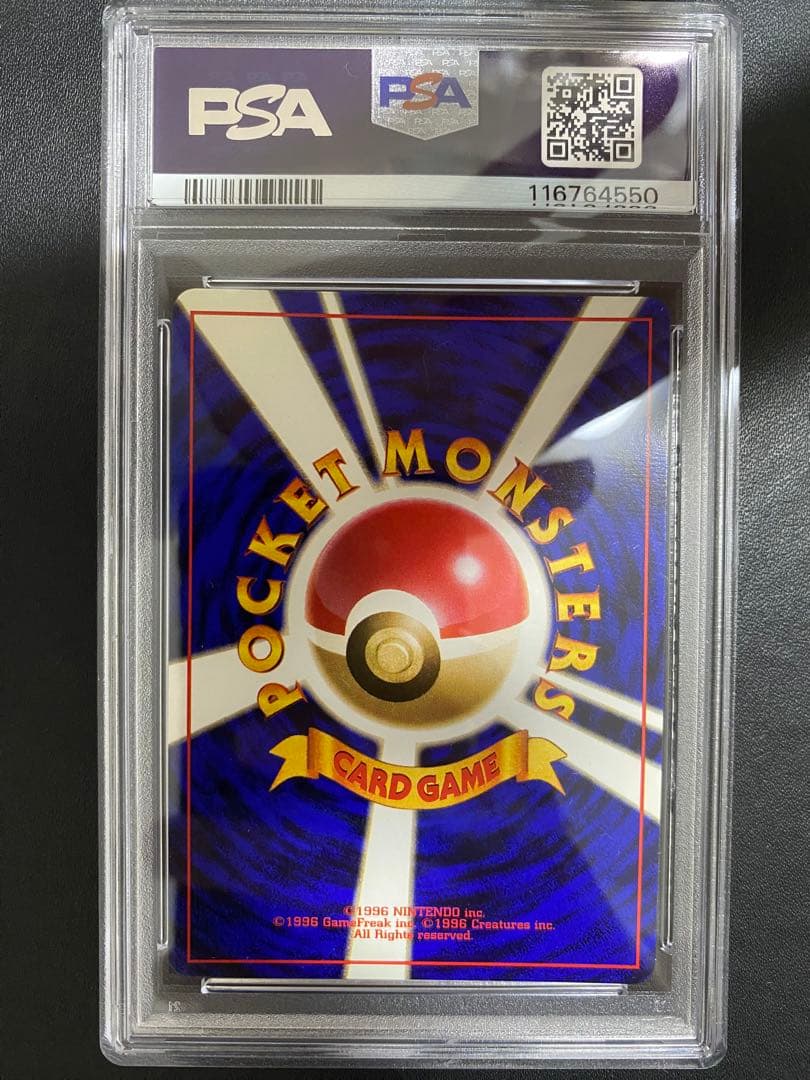 PSA
PSA
116764550
POCKET MONSTERS
CARD GAME
©1996 NINTENDO inc.
©1996 GameFreak inc. ©1996 Creatures inc.
All Rights reserved.